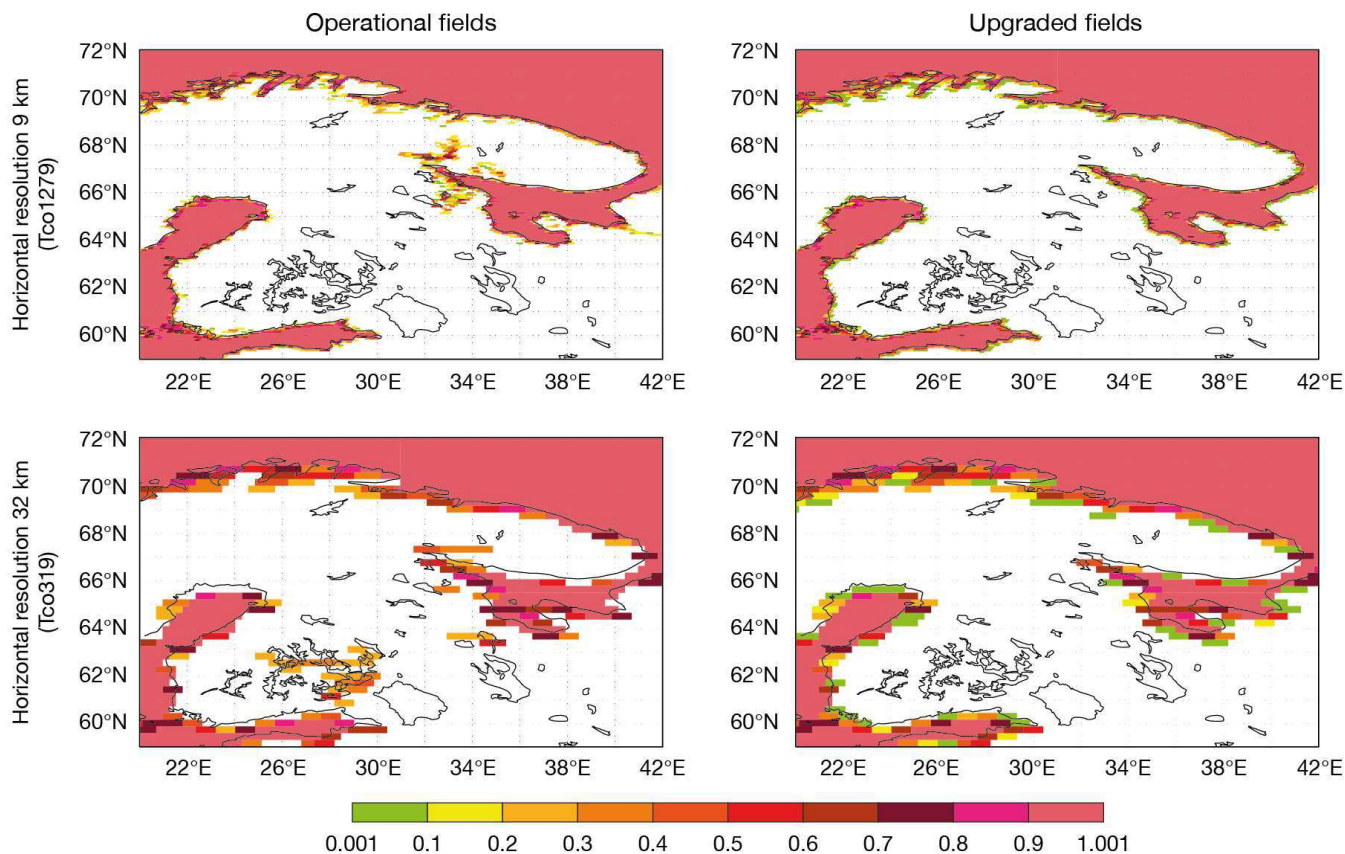 Operational fields
Upgraded fields
Horizontal resolution 9 km
(Tco1279)
72°N
70°N
68°N
66°N
64°N
62°N
60°N
22°E 26°E 30°E 34°E 38°E 42°E
72°N
70°N
68°N
66°N
64°N
62°N
60°N
22°E 26°E 30°E 34°E 38°E 42°E
Horizontal resolution 32 km
(Tco319)
72°N
70°N
68°N
66°N
64°N
62°N
60°N
22°E 26°E 30°E 34°E 38°E 42°E
72°N
70°N
68°N
66°N
64°N
62°N
60°N
22°E 26°E 30°E 34°E 38°E 42°E
0.001 0.1 0.2 0.3 0.4 0.5 0.6 0.7 0.8 0.9 1.001